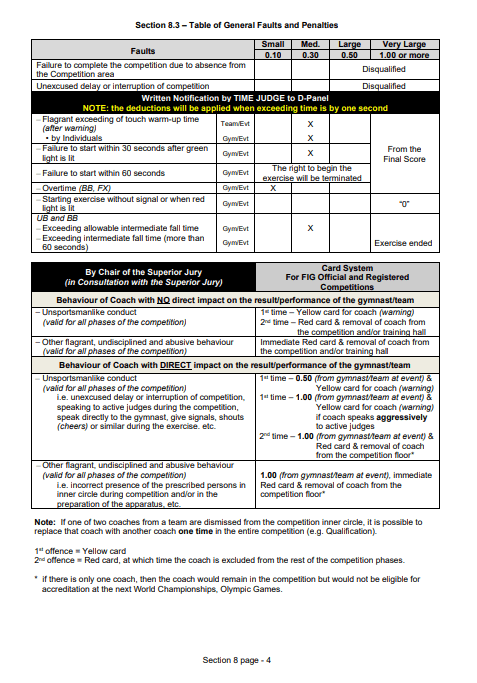 Section 8.3 – Table of General Faults and Penalties
Faults
Small Med. Large Very Large
0.10 0.30 0.50 1.00 or more
Failure to complete the competition due to absence from
the Competition area
Disqualified
Unexcused delay or interruption of competition
Disqualified
Written Notification by TIME JUDGE to D-Panel
NOTE: the deductions will be applied when exceeding time is by one second
– Flagrant exceeding of touch warm-up time
(after warning)
Team/Evt X
• by Individuals
Gym/Evt X
– Failure to start within 30 seconds after green
light is lit
Gym/Evt X
From the
Final Score
– Failure to start within 60 seconds
Gym/Evt
The right to begin the
exercise will be terminated
– Overtime (BB, FX)
Gym/Evt X
– Starting exercise without signal or when red
light is lit
Gym/Evt
"0"
UB and BB
– Exceeding allowable intermediate fall time
Gym/Evt X
– Exceeding intermediate fall time (more than
60 seconds)
Gym/Evt
Exercise ended
By Chair of the Superior Jury
(in Consultation with the Superior Jury)
Card System
For FIG Official and Registered
Competitions
Behaviour of Coach with NO direct impact on the result/performance of the gymnast/team
– Unsportsmanlike conduct
(valid for all phases of the competition)
1st time – Yellow card for coach (warning)
2nd time – Red card & removal of coach from
the competition and/or training hall
– Other flagrant, undisciplined and abusive behaviour
(valid for all phases of the competition)
Immediate Red card & removal of coach from
the competition and/or training hall
Behaviour of Coach with DIRECT impact on the result/performance of the gymnast/team
– Unsportsmanlike conduct
(valid for all phases of the competition)
i.e. unexcused delay or interruption of competition,
speaking to active judges during the competition,
speak directly to the gymnast, give signals, shouts
(cheers) or similar during the exercise. etc.
1st time – 0.50 (from gymnast/team at event) &
Yellow card for coach (warning)
1st time – 1.00 (from gymnast/team at event) &
Yellow card for coach (warning)
if coach speaks aggressively
to active judges
2nd time – 1.00 (from gymnast/team at event) &
Red card & removal of coach
from the competition floor*
– Other flagrant, undisciplined and abusive behaviour
(valid for all phases of the competition)
i.e. incorrect presence of the prescribed persons in
inner circle during competition and/or in the
preparation of the apparatus, etc.
1.00 (from gymnast/team at event), immediate
Red card & removal of coach from the
competition floor*
Note: If one of two coaches from a team are dismissed from the competition inner circle, it is possible to
replace that coach with another coach one time in the entire competition (e.g. Qualification).
1st offence = Yellow card
2nd offence = Red card, at which time the coach is excluded from the rest of the competition phases.
* if there is only one coach, then the coach would remain in the competition but would not be eligible for
accreditation at the next World Championships, Olympic Games.
Section 8 page - 4